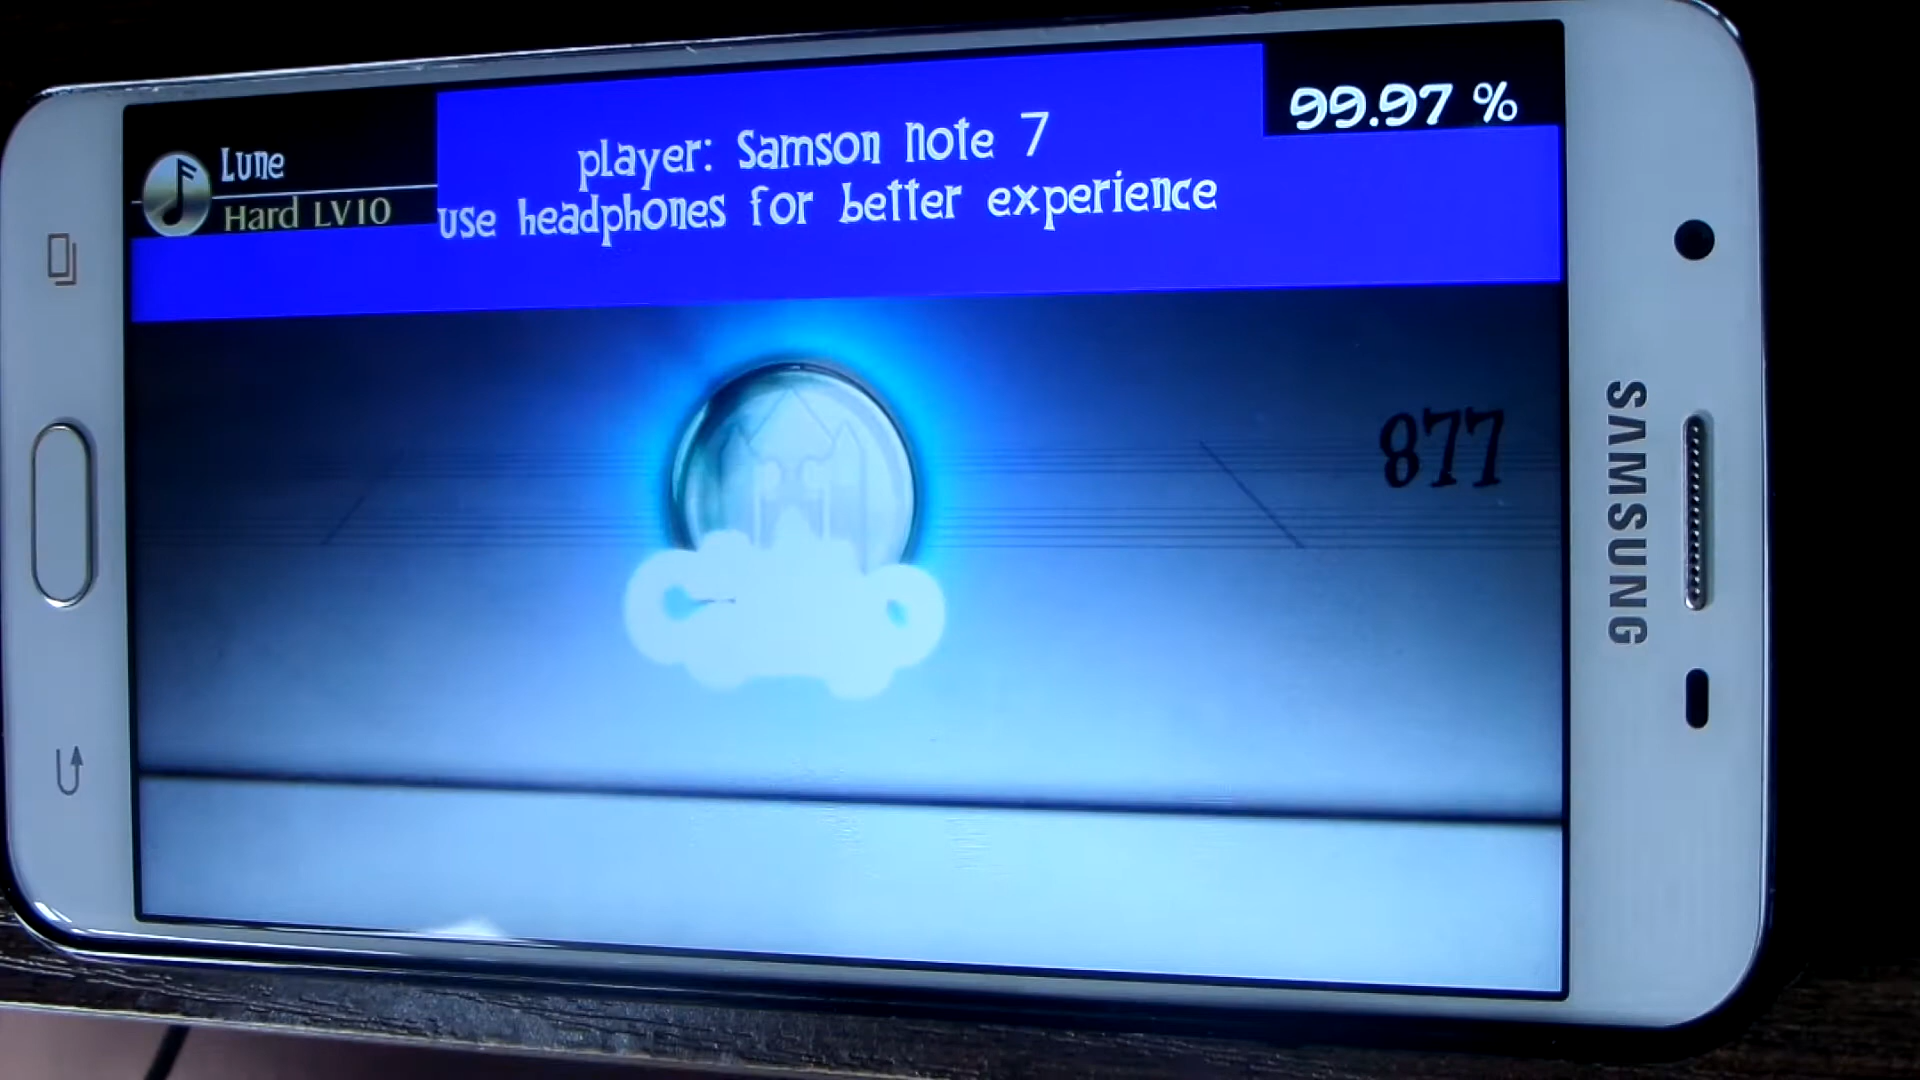 player: Samson Note 7
use headphones for better experience
99.97 %
Lune
Hard LV10
877
SAMSUNG